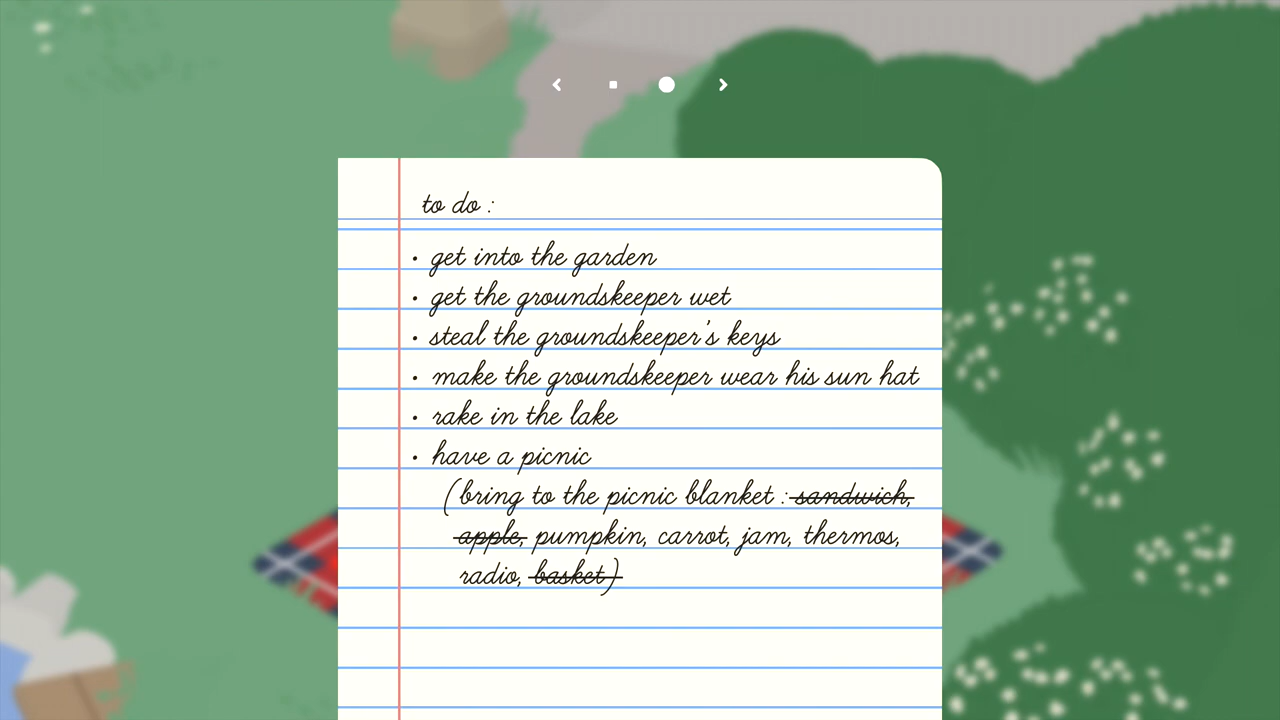 to do :
• get into the garden
• get the groundskeeper wet
• steal the groundskeeper's keys
• make the groundskeeper wear his sun hat
• rake in the lake
• have a picnic
(bring to the picnic blanket : sandwich,
apple, pumpkin, carrot, jam, thermos,
radio, basket)